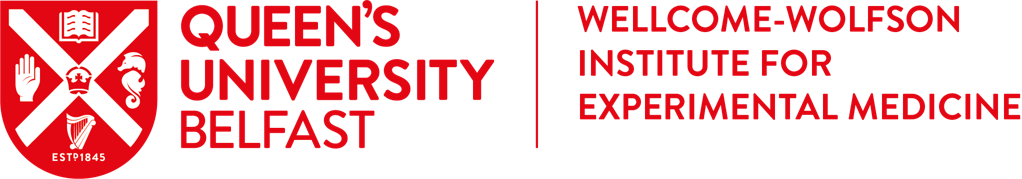 QUEEN'S
UNIVERSITY
BELFAST
ESTD 1845
WELLCOME-WOLFSON
INSTITUTE FOR
EXPERIMENTAL MEDICINE